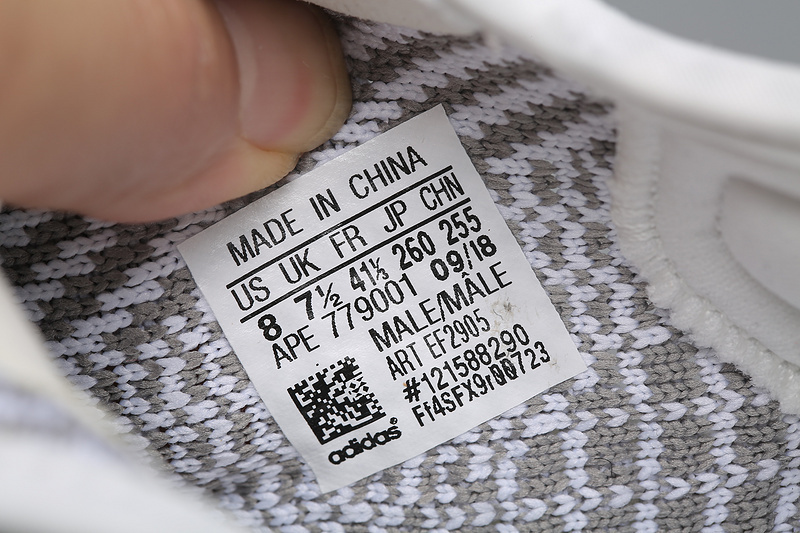 MADE IN CHINA
US UK FR JP CHN
8 7½ 41⅓ 260 255
APE 779001 09/18
MALE/MÂLE
ART EF2905
#121588290
adidas®